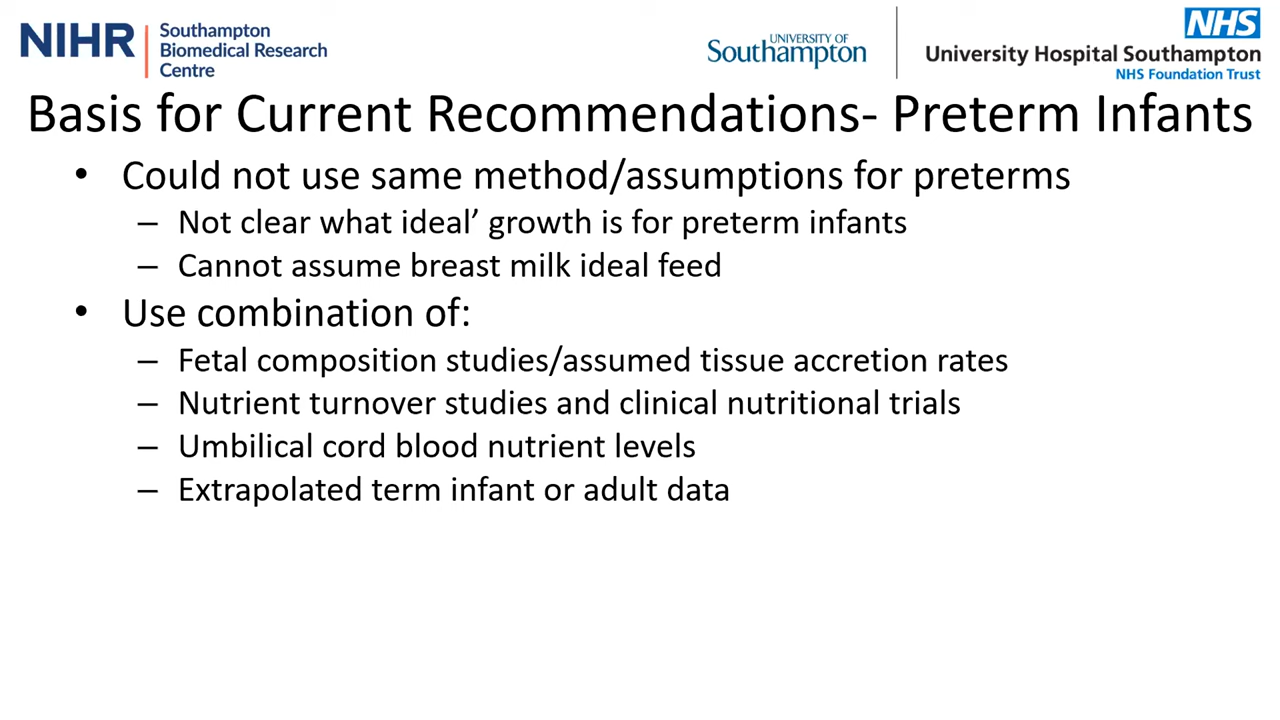 NIHR
Southampton
Biomedical Research
Centre
UNIVERSITY OF
Southampton
NHS
University Hospital Southampton
NHS Foundation Trust
Basis for Current Recommendations- Preterm Infants
• Could not use same method/assumptions for preterms
– Not clear what ideal’ growth is for preterm infants
– Cannot assume breast milk ideal feed
• Use combination of:
– Fetal composition studies/assumed tissue accretion rates
– Nutrient turnover studies and clinical nutritional trials
– Umbilical cord blood nutrient levels
– Extrapolated term infant or adult data